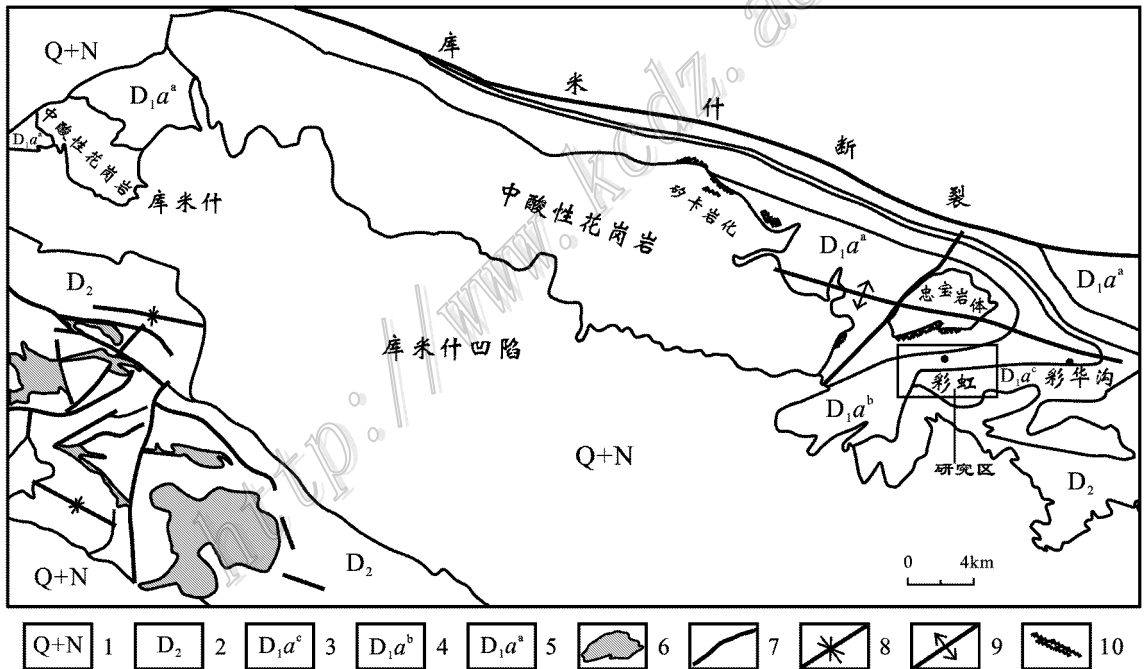 Q+N
D₁aᵃ
中酸性花岗岩
D₁aᵃ
库米什
库米什断裂
中酸性花岗岩
矽卡岩化
D₁aᵃ
忠宝岩体
D₁aᵃ
D₂
库米什凹陷
彩虹
D₁aᶜ
彩华沟
D₁aᵇ
Q+N
研究区
D₂
0 4km
Q+N
D₂
Q+N 1 D₂ 2 D₁aᶜ 3 D₁aᵇ 4 D₁aᵃ 5 6 7 8 9 10